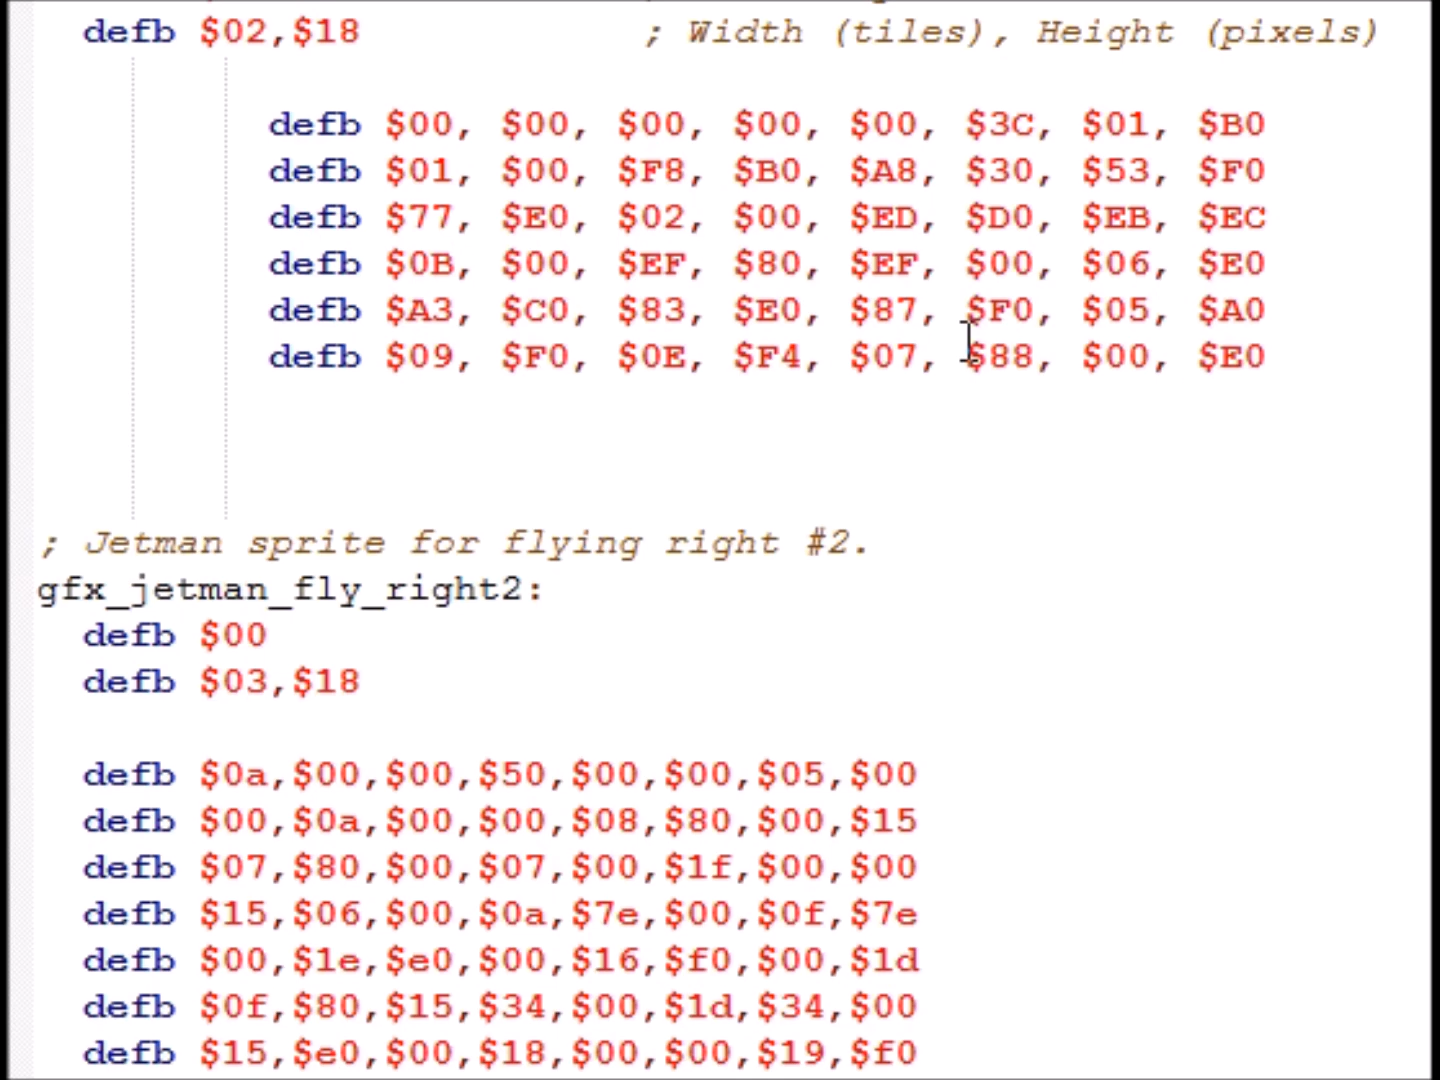 defb $02,$18 ; Width (tiles), Height (pixels)
defb $00, $00, $00, $00, $00, $3C, $01, $B0
defb $01, $00, $F8, $B0, $A8, $30, $53, $F0
defb $77, $E0, $02, $00, $ED, $D0, $EB, $EC
defb $0B, $00, $EF, $80, $EF, $00, $06, $E0
defb $A3, $C0, $83, $E0, $87, $F0, $05, $A0
defb $09, $F0, $0E, $F4, $07, $88, $00, $E0
; Jetman sprite for flying right #2.
gfx_jetman_fly_right2:
defb $00
defb $03,$18
defb $0a,$00,$00,$50,$00,$00,$05,$00
defb $00,$0a,$00,$00,$08,$80,$00,$15
defb $07,$80,$00,$07,$00,$1f,$00,$00
defb $15,$06,$00,$0a,$7e,$00,$0f,$7e
defb $00,$1e,$e0,$00,$16,$f0,$00,$1d
defb $0f,$80,$15,$34,$00,$1d,$34,$00
defb $15,$e0,$00,$18,$00,$00,$19,$f0